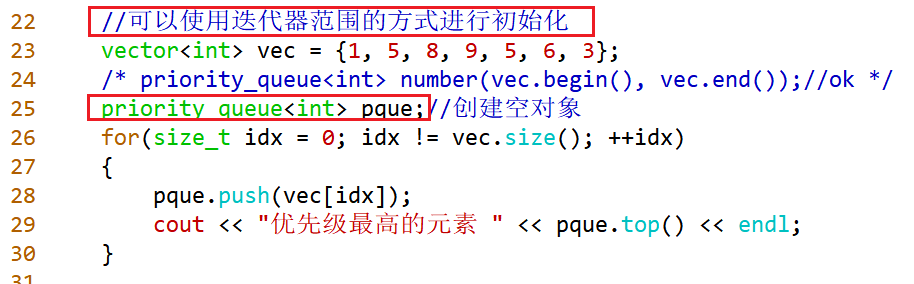 22 //可以使用迭代器范围的方式进行初始化
23 vector<int> vec = {1, 5, 8, 9, 5, 6, 3};
24 /* priority_queue<int> number(vec.begin(), vec.end());//ok */
25 priority_queue<int> pque;//创建空对象
26 for(size_t idx = 0; idx != vec.size(); ++idx)
27 {
28 pque.push(vec[idx]);
29 cout << "优先级最高的元素 " << pque.top() << endl;
30 }
31